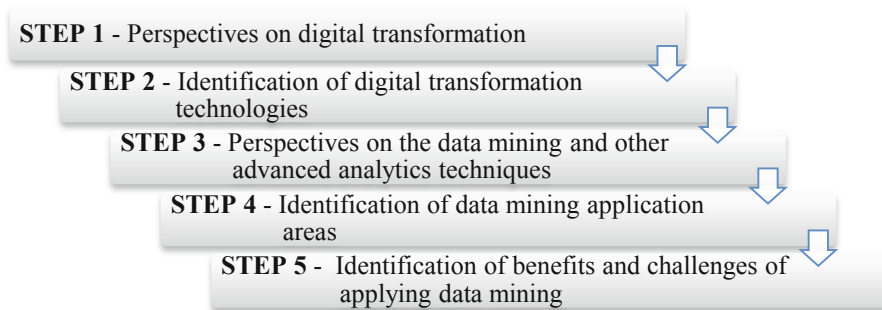 STEP 1 - Perspectives on digital transformation
STEP 2 - Identification of digital transformation
technologies
STEP 3 - Perspectives on the data mining and other
advanced analytics techniques
STEP 4 - Identification of data mining application
areas
STEP 5 - Identification of benefits and challenges of
applying data mining